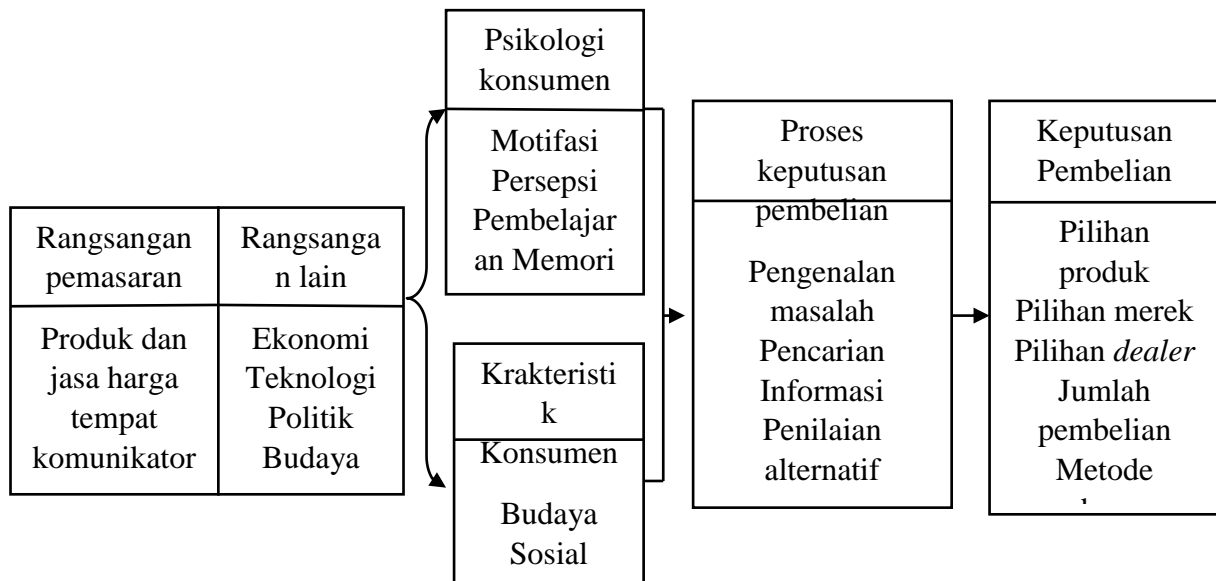 Rangsangan
pemasaran
Produk dan
jasa harga
tempat
komunikator
Rangsanga
n lain
Ekonomi
Teknologi
Politik
Budaya
Psikologi
konsumen
Motifasi
Persepsi
Pembelajar
an Memori
Krakteristi
k
Konsumen
Budaya
Sosial
Proses
keputusan
pembelian
Pengenalan
masalah
Pencarian
Informasi
Penilaian
alternatif
Keputusan
Pembelian
Pilihan
produk
Pilihan merek
Pilihan dealer
Jumlah
pembelian
Metode